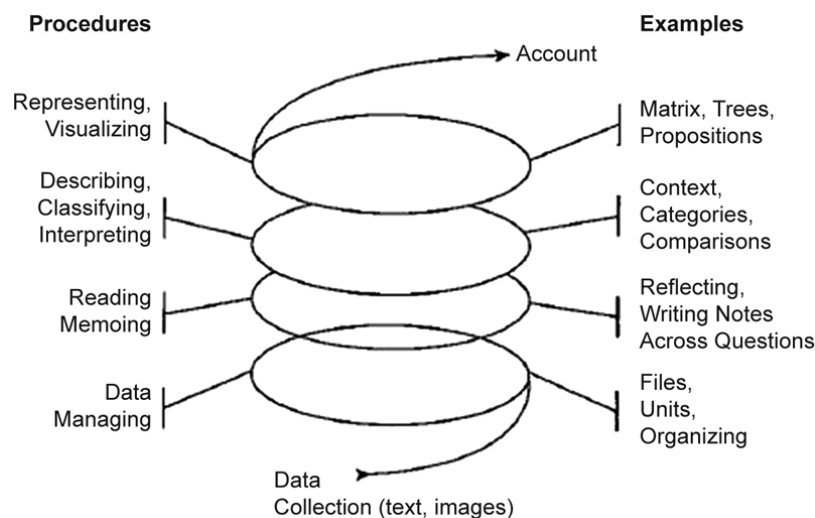 Procedures
Examples
Account
Representing,
Visualizing
Matrix, Trees,
Propositions
Describing,
Classifying,
Interpreting
Context,
Categories,
Comparisons
Reading
Memoing
Reflecting,
Writing Notes
Across Questions
Data
Managing
Files,
Units,
Organizing
Data
Collection (text, images)